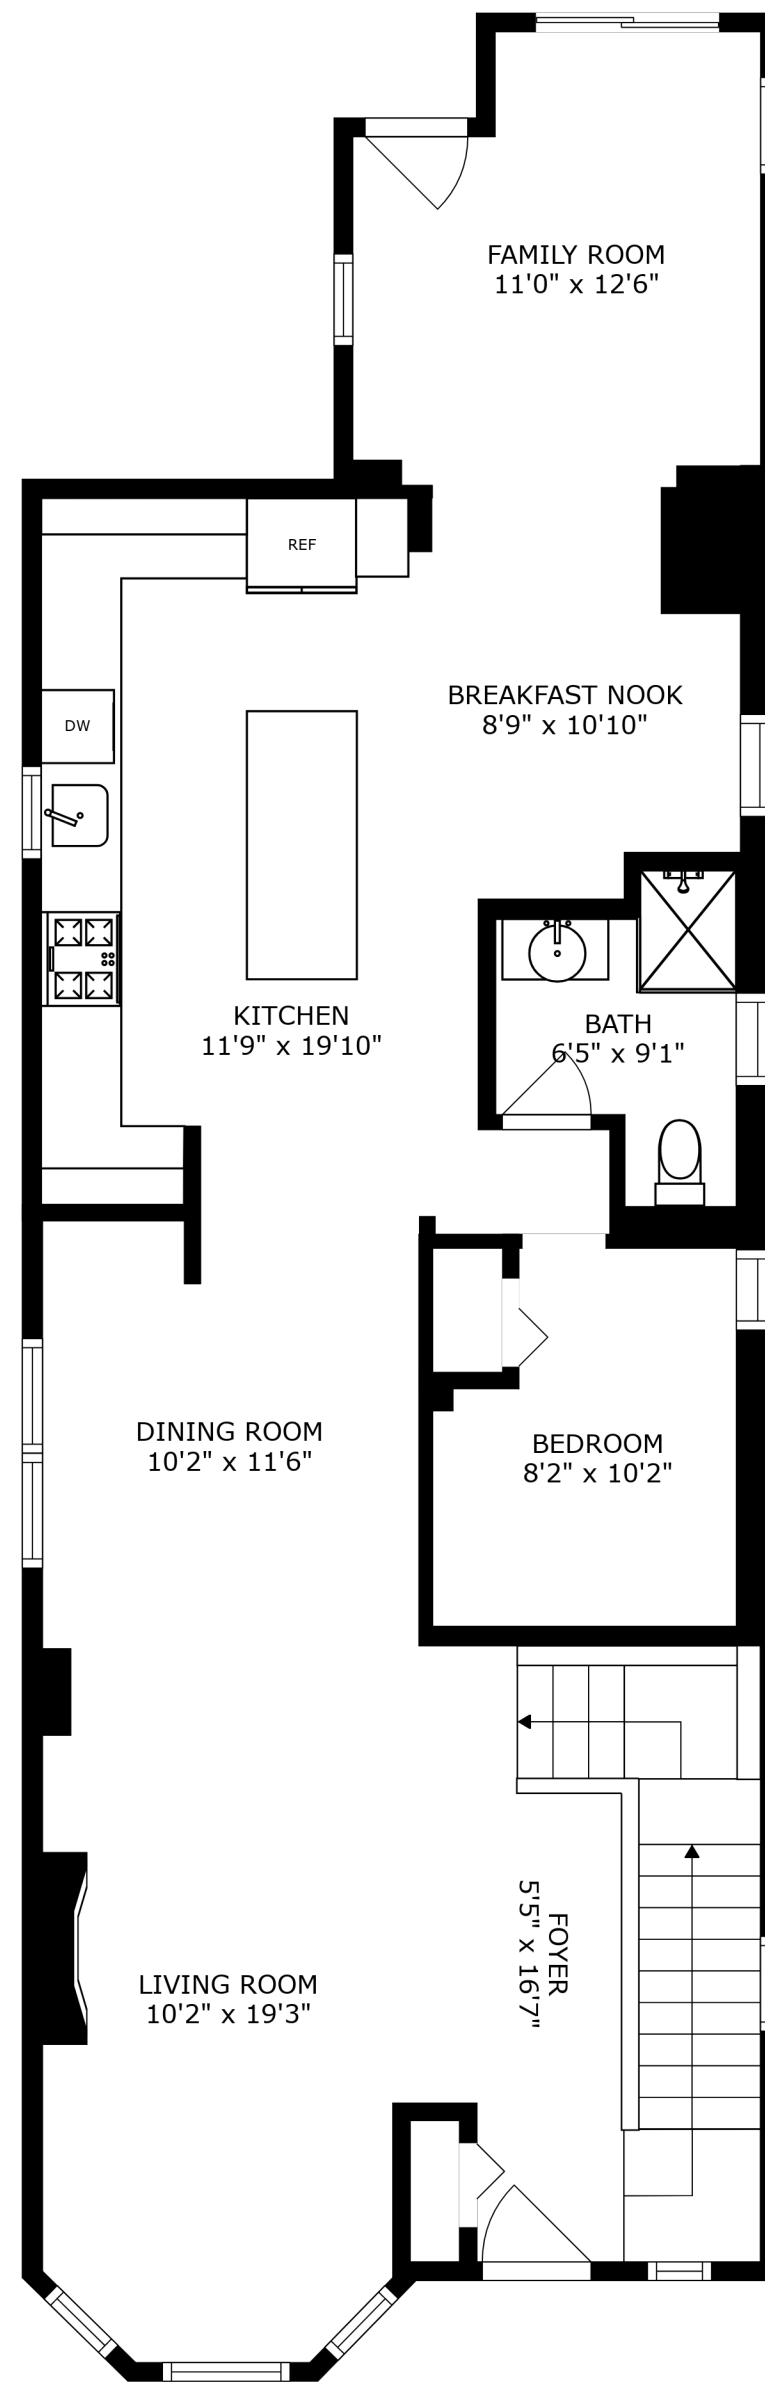 FAMILY ROOM
11'0" x 12'6"
REF
BREAKFAST NOOK
8'9" x 10'10"
DW
KITCHEN
11'9" x 19'10"
BATH
6'5" x 9'1"
DINING ROOM
10'2" x 11'6"
BEDROOM
8'2" x 10'2"
FOYER
5'5" x 16'7"
LIVING ROOM
10'2" x 19'3"